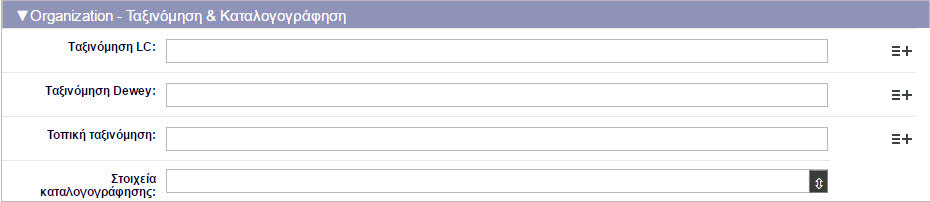 ▼Organization - Ταξινόμηση & Καταλογογράφηση
Ταξινόμηση LC:
Ταξινόμηση Dewey:
Τοπική ταξινόμηση:
Στοιχεία
καταλογογράφησης: